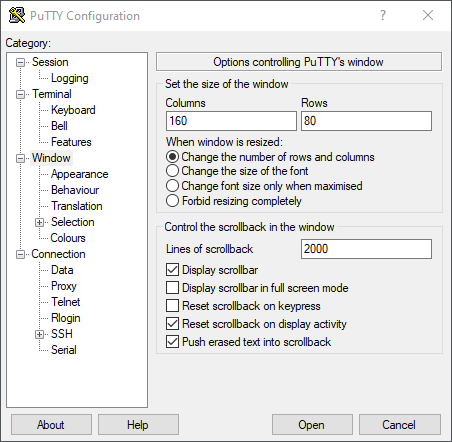 PuTTY Configuration
Category:
Session
Logging
Terminal
Keyboard
Bell
Features
Window
Appearance
Behaviour
Translation
Selection
Colours
Connection
Data
Proxy
Telnet
Rlogin
SSH
Serial
Options controlling PuTTY's window
Set the size of the window
Columns Rows
160 80
When window is resized:
Change the number of rows and columns
Change the size of the font
Change font size only when maximised
Forbid resizing completely
Control the scrollback in the window
Lines of scrollback 2000
Display scrollbar
Display scrollbar in full screen mode
Reset scrollback on keypress
Reset scrollback on display activity
Push erased text into scrollback
About Help Open Cancel